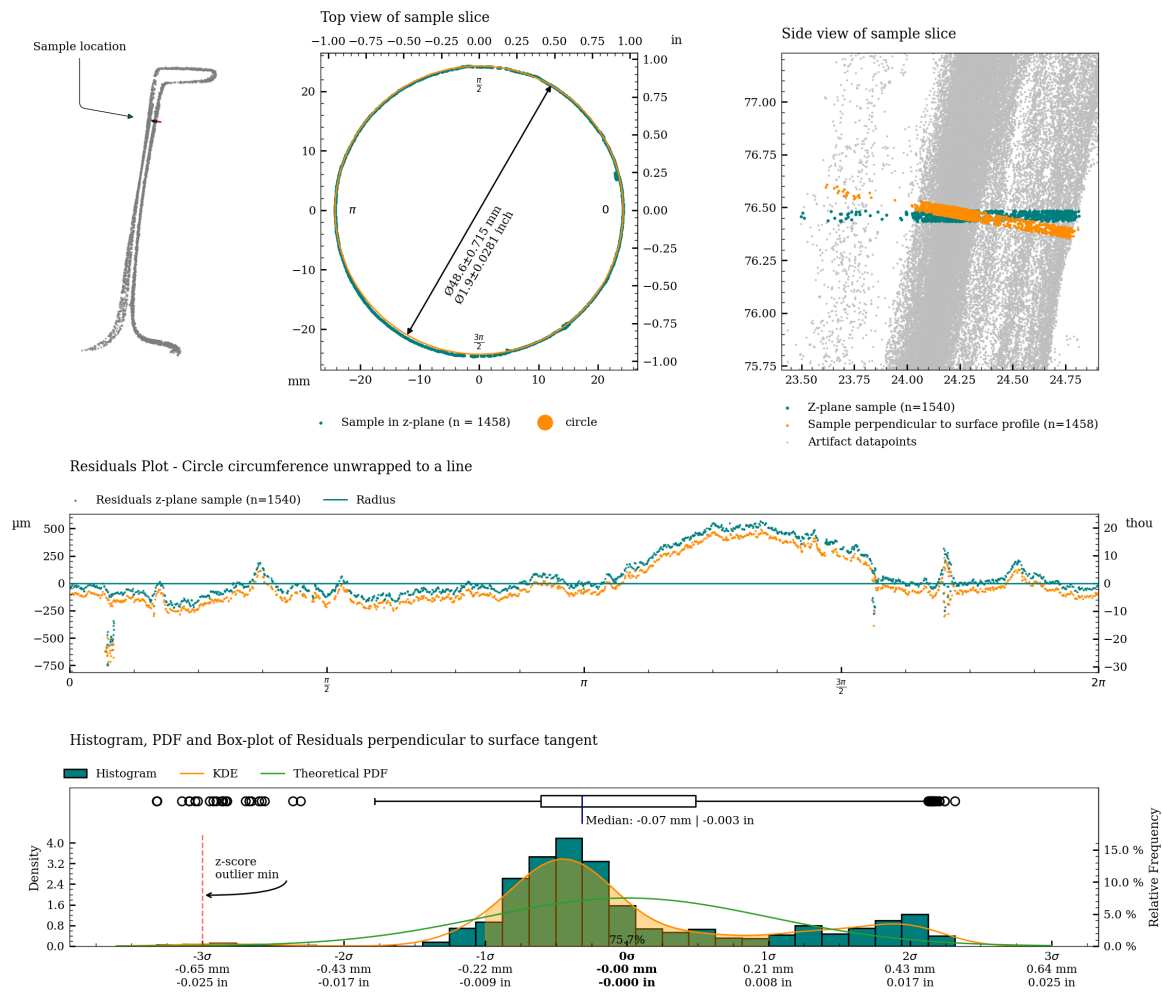 Sample location
Top view of sample slice
−1.00 −0.75 −0.50 −0.25 0.00 0.25 0.50 0.75 1.00 in
20
10
0
−10
−20
1.00
0.75
0.50
0.25
0.00
−0.25
−0.50
−0.75
−1.00
π/2
π
0
3π/2
Ø48.6±0.715 mm
Ø1.9±0.0281 inch
mm −20 −10 0 10 20
Sample in z-plane (n = 1458)
circle
Side view of sample slice
77.00
76.75
76.50
76.25
76.00
75.75
23.50 23.75 24.00 24.25 24.50 24.75
Z-plane sample (n=1540)
Sample perpendicular to surface profile (n=1458)
Artifact datapoints
Residuals Plot - Circle circumference unwrapped to a line
Residuals z-plane sample (n=1540)
Radius
µm
500
250
0
−250
−500
−750
thou
20
10
0
−10
−20
−30
0 π/2 π 3π/2 2π
Histogram, PDF and Box-plot of Residuals perpendicular to surface tangent
Histogram
KDE
Theoretical PDF
Median: -0.07 mm | -0.003 in
z-score
outlier min
Density
4.0
3.2
2.4
1.6
0.8
0.0
Relative Frequency
15.0 %
10.0 %
5.0 %
0.0 %
75.7%
-3σ -2σ -1σ 0σ 1σ 2σ 3σ
-0.65 mm -0.43 mm -0.22 mm -0.00 mm 0.21 mm 0.43 mm 0.64 mm
-0.025 in -0.017 in -0.009 in -0.000 in 0.008 in 0.017 in 0.025 in